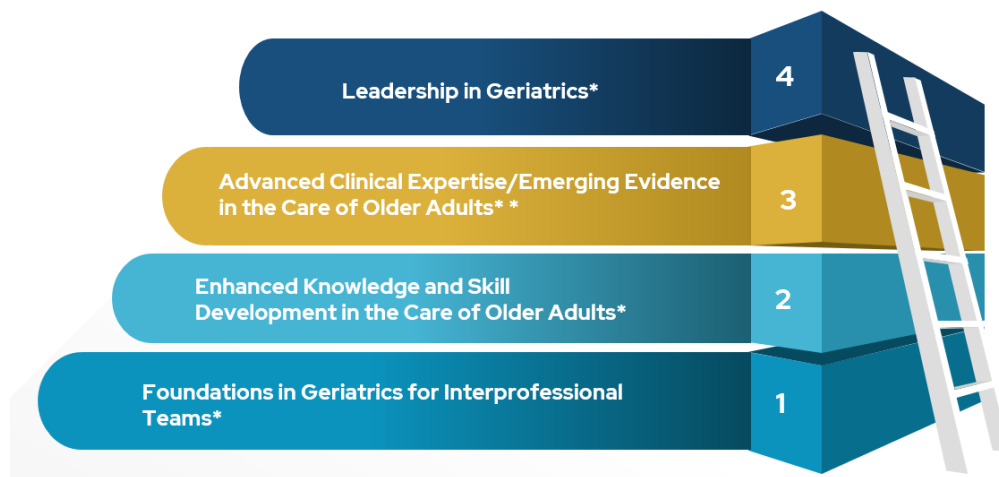 Leadership in Geriatrics*
4
Advanced Clinical Expertise/Emerging Evidence
in the Care of Older Adults* *
3
Enhanced Knowledge and Skill
Development in the Care of Older Adults*
2
Foundations in Geriatrics for Interprofessional
Teams*
1